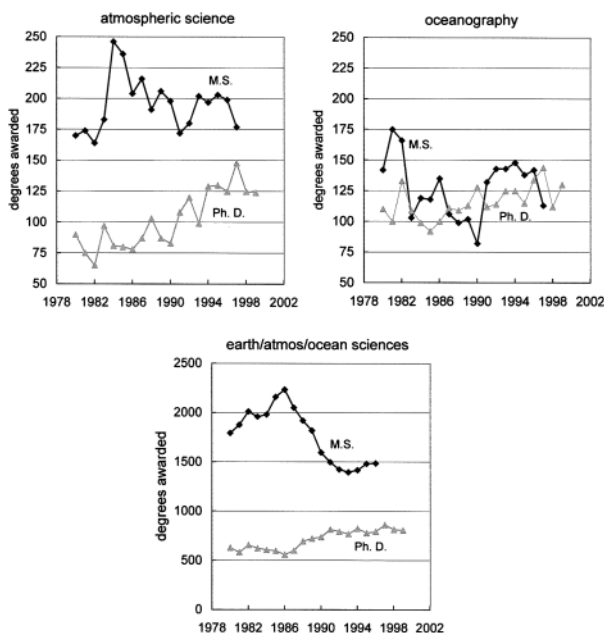 atmospheric science
degrees awarded
250
225
200
175
150
125
100
75
50
M.S.
Ph. D.
1978 1982 1986 1990 1994 1998 2002
oceanography
250
225
200
175
150
125
100
75
50
M.S.
Ph. D.
1978 1982 1986 1990 1994 1998 2002
earth/atmos/ocean sciences
degrees awarded
2500
2000
1500
1000
500
0
M.S.
Ph. D.
1978 1982 1986 1990 1994 1998 2002